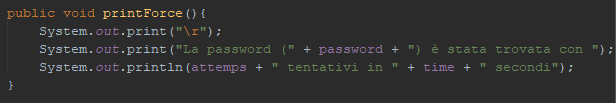 public void printForce(){
System.out.print("\r");
System.out.print("La password (" + password + ") è stata trovata con ");
System.out.println(attemps + " tentativi in " + time + " secondi");
}